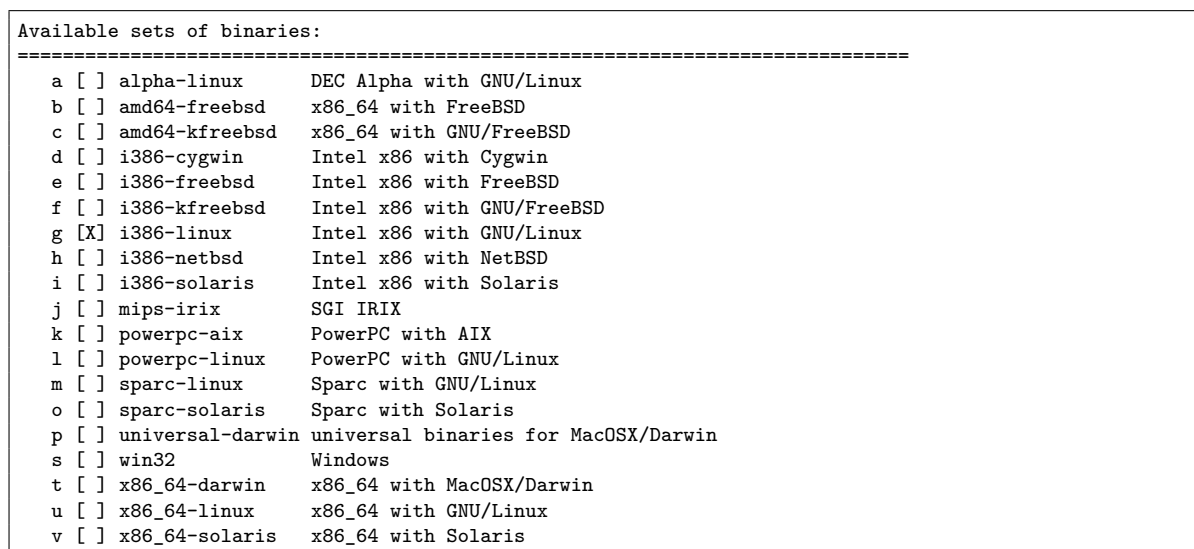 Available sets of binaries:
===============================================================================
   a [ ] alpha-linux      DEC Alpha with GNU/Linux
   b [ ] amd64-freebsd    x86_64 with FreeBSD
   c [ ] amd64-kfreebsd   x86_64 with GNU/FreeBSD
   d [ ] i386-cygwin      Intel x86 with Cygwin
   e [ ] i386-freebsd     Intel x86 with FreeBSD
   f [ ] i386-kfreebsd    Intel x86 with GNU/FreeBSD
   g [X] i386-linux       Intel x86 with GNU/Linux
   h [ ] i386-netbsd      Intel x86 with NetBSD
   i [ ] i386-solaris     Intel x86 with Solaris
   j [ ] mips-irix        SGI IRIX
   k [ ] powerpc-aix      PowerPC with AIX
   l [ ] powerpc-linux    PowerPC with GNU/Linux
   m [ ] sparc-linux      Sparc with GNU/Linux
   o [ ] sparc-solaris    Sparc with Solaris
   p [ ] universal-darwin universal binaries for MacOSX/Darwin
   s [ ] win32            Windows
   t [ ] x86_64-darwin    x86_64 with MacOSX/Darwin
   u [ ] x86_64-linux     x86_64 with GNU/Linux
   v [ ] x86_64-solaris   x86_64 with Solaris